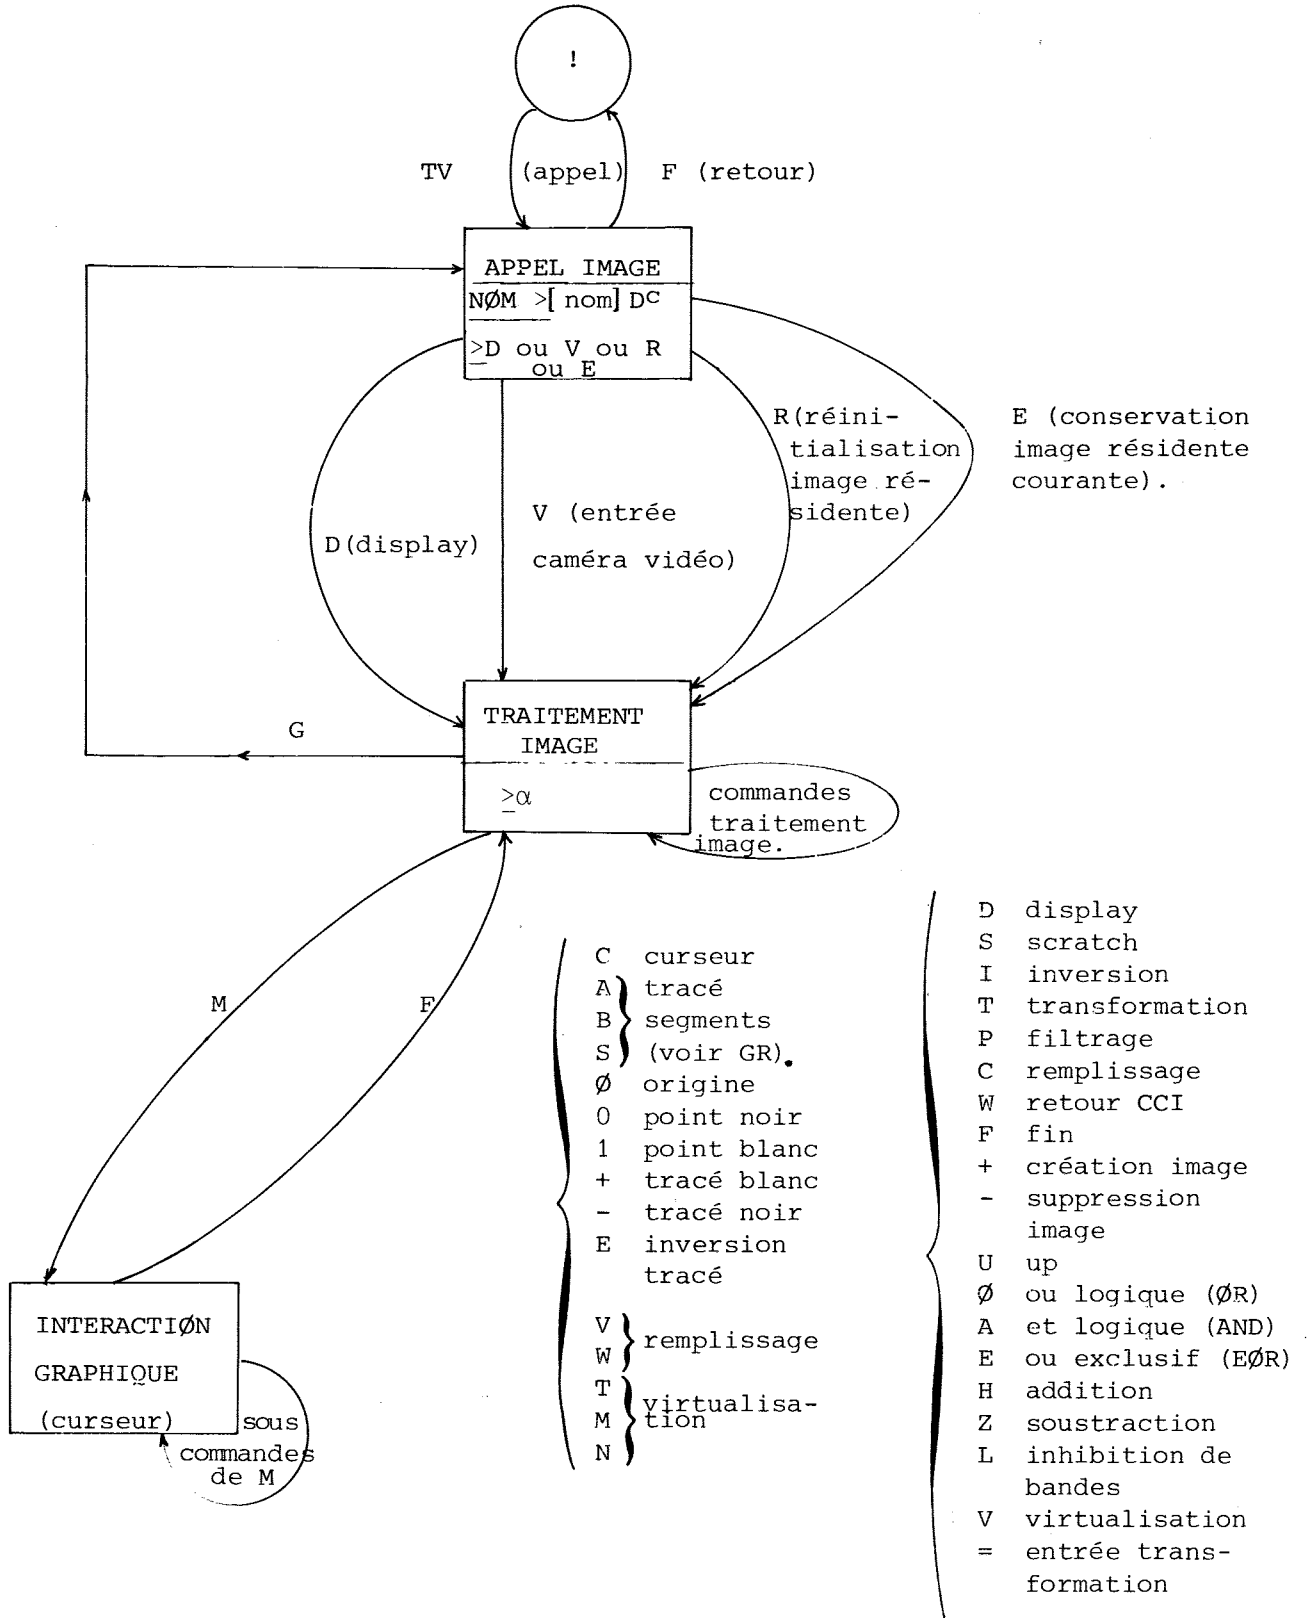 !
TV (appel) F (retour)
APPEL IMAGE
NØM >[ nom] Dᶜ
>D ou V ou R
ou E
R(réini-
tialisation
image ré-
sidente)
E (conservation
image résidente
courante).
V (entrée
caméra vidéo)
D(display)
TRAITEMENT
IMAGE
>α
G
commandes
traitement
image.
M
F
INTERACTIØN
GRAPHIQUE
(curseur)
sous
commandes
de M
C curseur
A } tracé
B } segments
S } (voir GR).
Ø origine
0 point noir
1 point blanc
+ tracé blanc
- tracé noir
E inversion
tracé
V
W } remplissage
T
M } virtualisa-
tion
N
D display
S scratch
I inversion
T transformation
P filtrage
C remplissage
W retour CCI
F fin
+ création image
- suppression
image
U up
Ø ou logique (ØR)
A et logique (AND)
E ou exclusif (EØR)
H addition
Z soustraction
L inhibition de
bandes
V virtualisation
= entrée trans-
formation